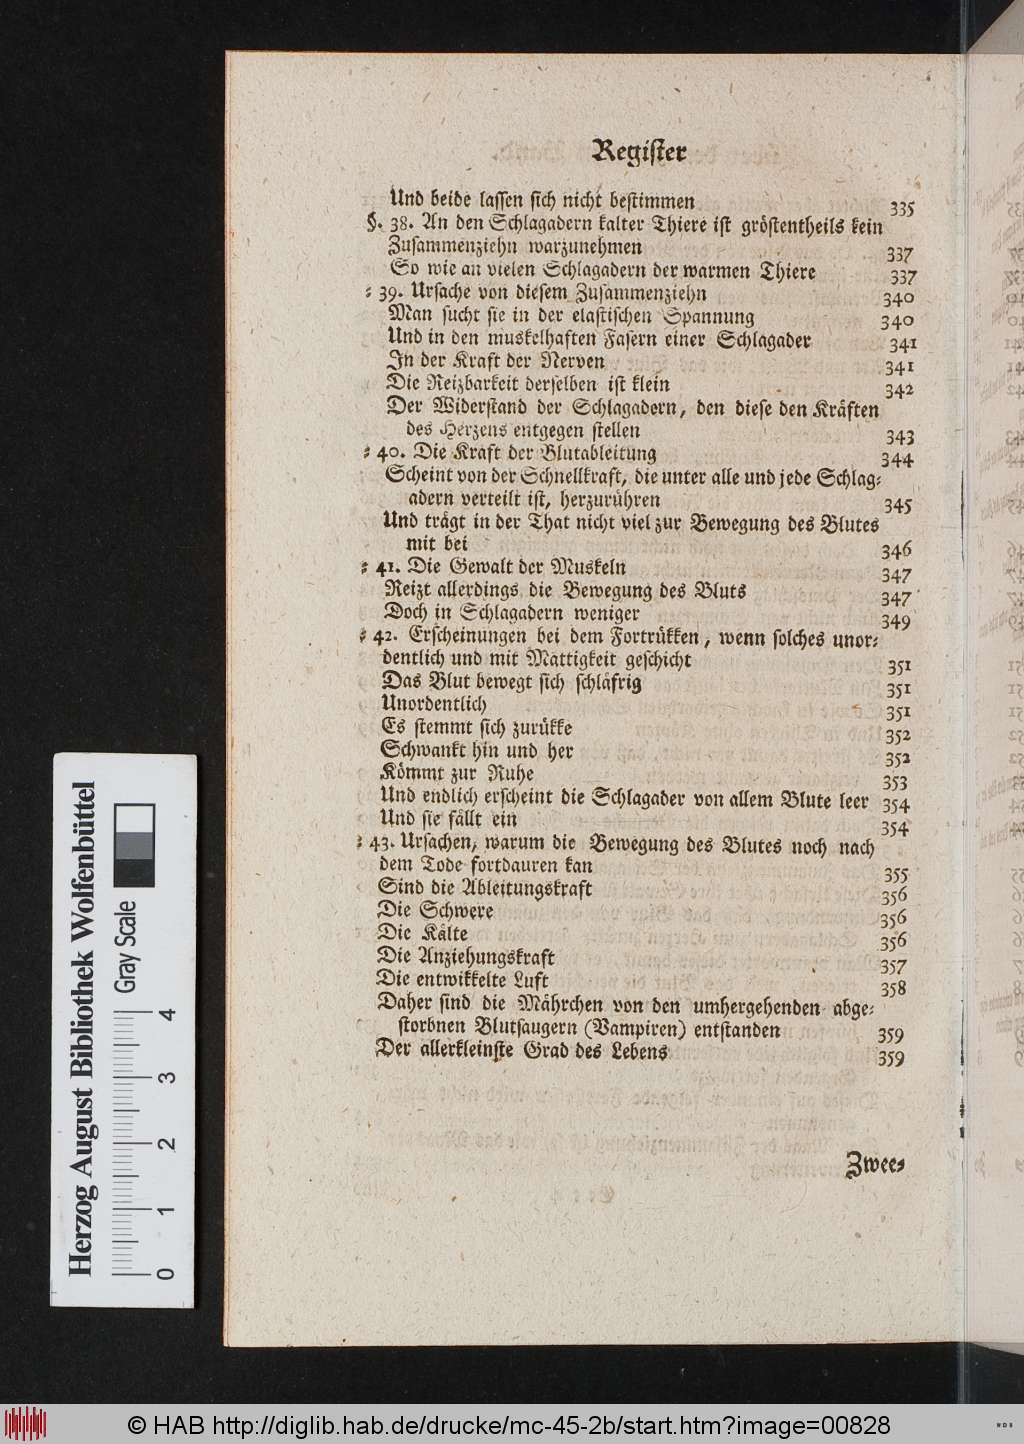 Register
Und beide lassen sich nicht bestimmen 335
§. 38. An den Schlagadern kalter Thiere ist gröstentheils kein
Zusammenziehn warzunehmen 337
So wie an vielen Schlagadern der warmen Thiere 337
⸗ 39. Ursache von diesem Zusammenziehn 340
Man sucht sie in der elastischen Spannung 340
Und in den muskelhaften Fasern einer Schlagader 341
In der Kraft der Nerven 341
Die Reizbarkeit derselben ist klein 342
Der Widerstand der Schlagadern, den diese den Kräften
des Herzens entgegen stellen 343
⸗ 40. Die Kraft der Blutableitung 344
Scheint von der Schnellkraft, die unter alle und jede Schlag⸗
adern verteilt ist, herzurühren 345
Und trägt in der That nicht viel zur Bewegung des Blutes
mit bei 346
⸗ 41. Die Gewalt der Muskeln 347
Reizt allerdings die Bewegung des Bluts 347
Doch in Schlagadern weniger 349
⸗ 42. Erscheinungen bei dem Fortrükken, wenn solches unor⸗
dentlich und mit Mattigkeit geschicht 351
Das Blut bewegt sich schläfrig 351
Unordentlich 351
Es stemmt sich zurükke 352
Schwankt hin und her 352
Kömmt zur Ruhe 353
Und endlich erscheint die Schlagader von allem Blute leer 354
Und sie fällt ein 354
⸗ 43. Ursachen, warum die Bewegung des Blutes noch nach
dem Tode fortdauren kan 355
Sind die Ableitungskraft 356
Die Schwere 356
Die Kälte 356
Die Anziehungskraft 357
Die entwikkelte Luft 358
Daher sind die Mährchen von den umhergehenden abge⸗
storbnen Blutsaugern (Vampiren) entstanden 359
Der allerkleinste Grad des Lebens 359
Zwee⸗
Herzog August Bibliothek Wolfenbüttel
Gray Scale
0 1 2 3 4
© HAB http://diglib.hab.de/drucke/mc-45-2b/start.htm?image=00828